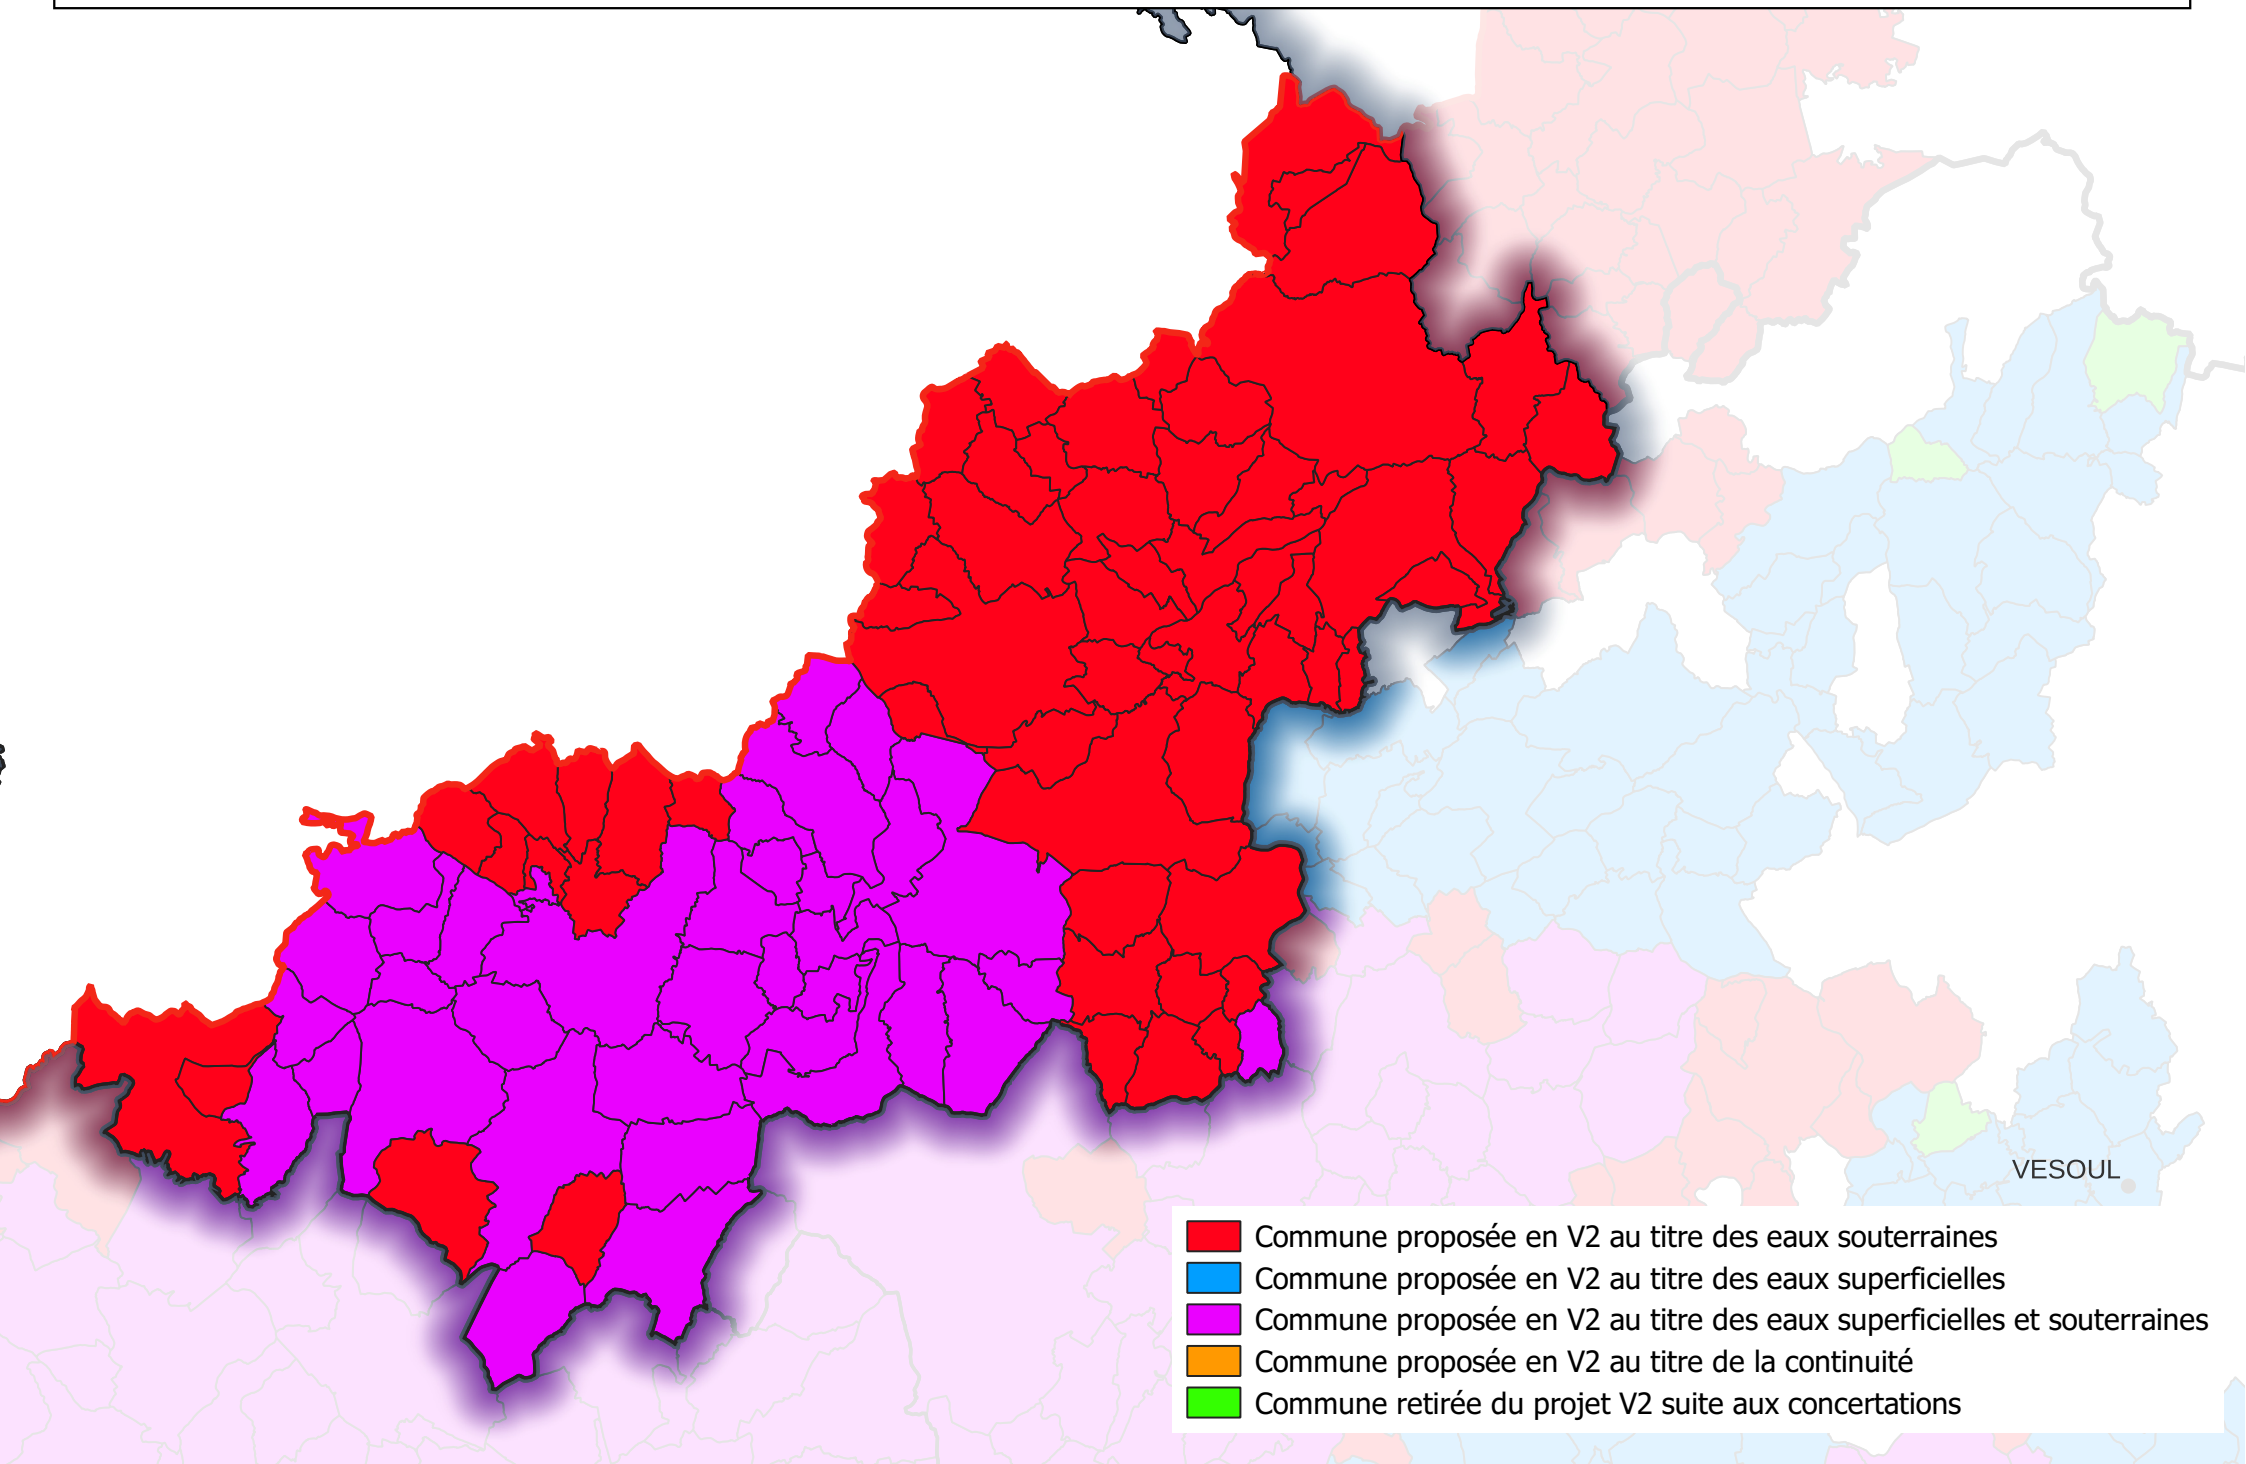 VESOUL
Commune proposée en V2 au titre des eaux souterraines
Commune proposée en V2 au titre des eaux superficielles
Commune proposée en V2 au titre des eaux superficielles et souterraines
Commune proposée en V2 au titre de la continuité
Commune retirée du projet V2 suite aux concertations